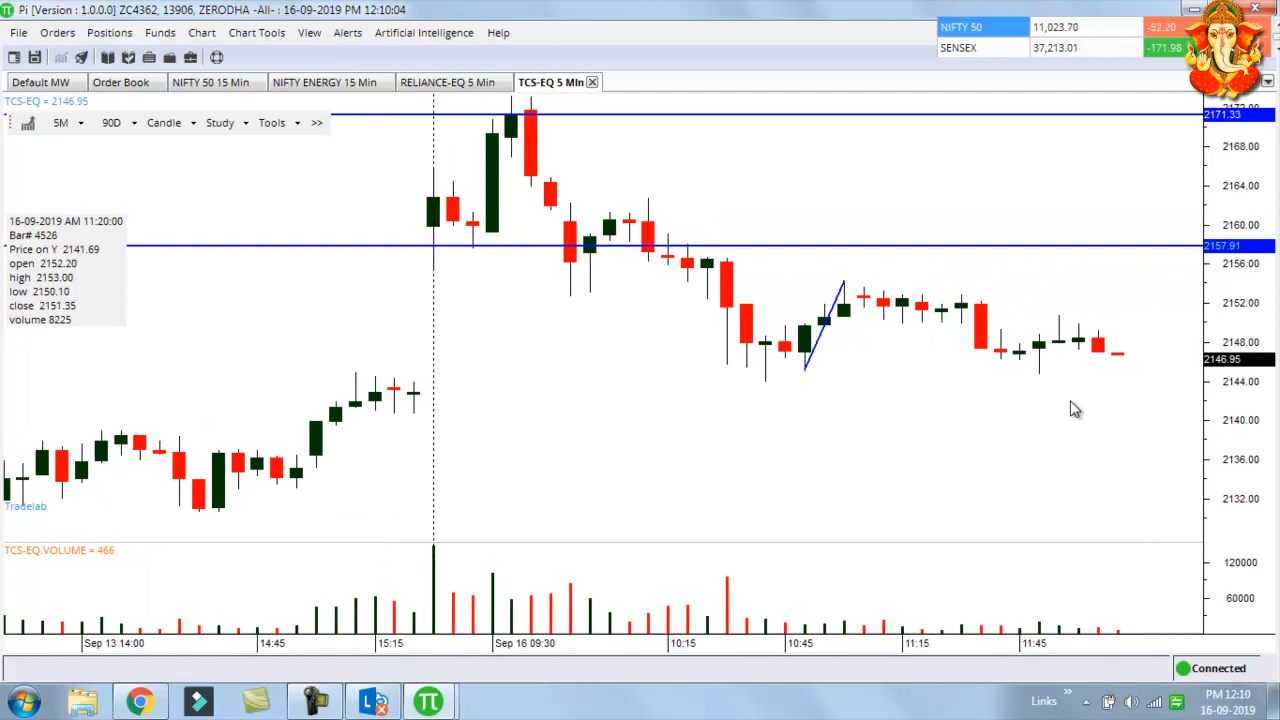 Pi [Version : 1.0.0.0] ZC4362, 13906, ZERODHA -All- : 16-09-2019 12:10:04
NIFTY 50 11,023.70 -52.20
SENSEX 37,213.01 -171.98
File Orders Positions Funds Chart ChartTrade View Alerts Artificial Intelligence Help
Default MW Order Book NIFTY 50 15 Min NIFTY ENERGY 15 Min RELIANCE-EQ 5 Min TCS-EQ 5 MIn
TCS-EQ = 2146.95
5M 90D Candle Study Tools >>
2171.33
2168.00
2164.00
2160.00
2157.91
2156.00
2152.00
2148.00
2146.95
2144.00
2140.00
2136.00
2132.00
16-09-2019 AM 11:20:00
Bar# 4526
Price on Y 2141.69
open 2152.20
high 2153.00
low 2150.10
close 2151.35
volume 8225
Tradelab
TCS-EQ.VOLUME = 466
120000
60000
Sep 13 14:00 14:45 15:15 Sep 16 09:30 10:15 10:45 11:15 11:45
Connected
Links
PM 12:10
16-09-2019